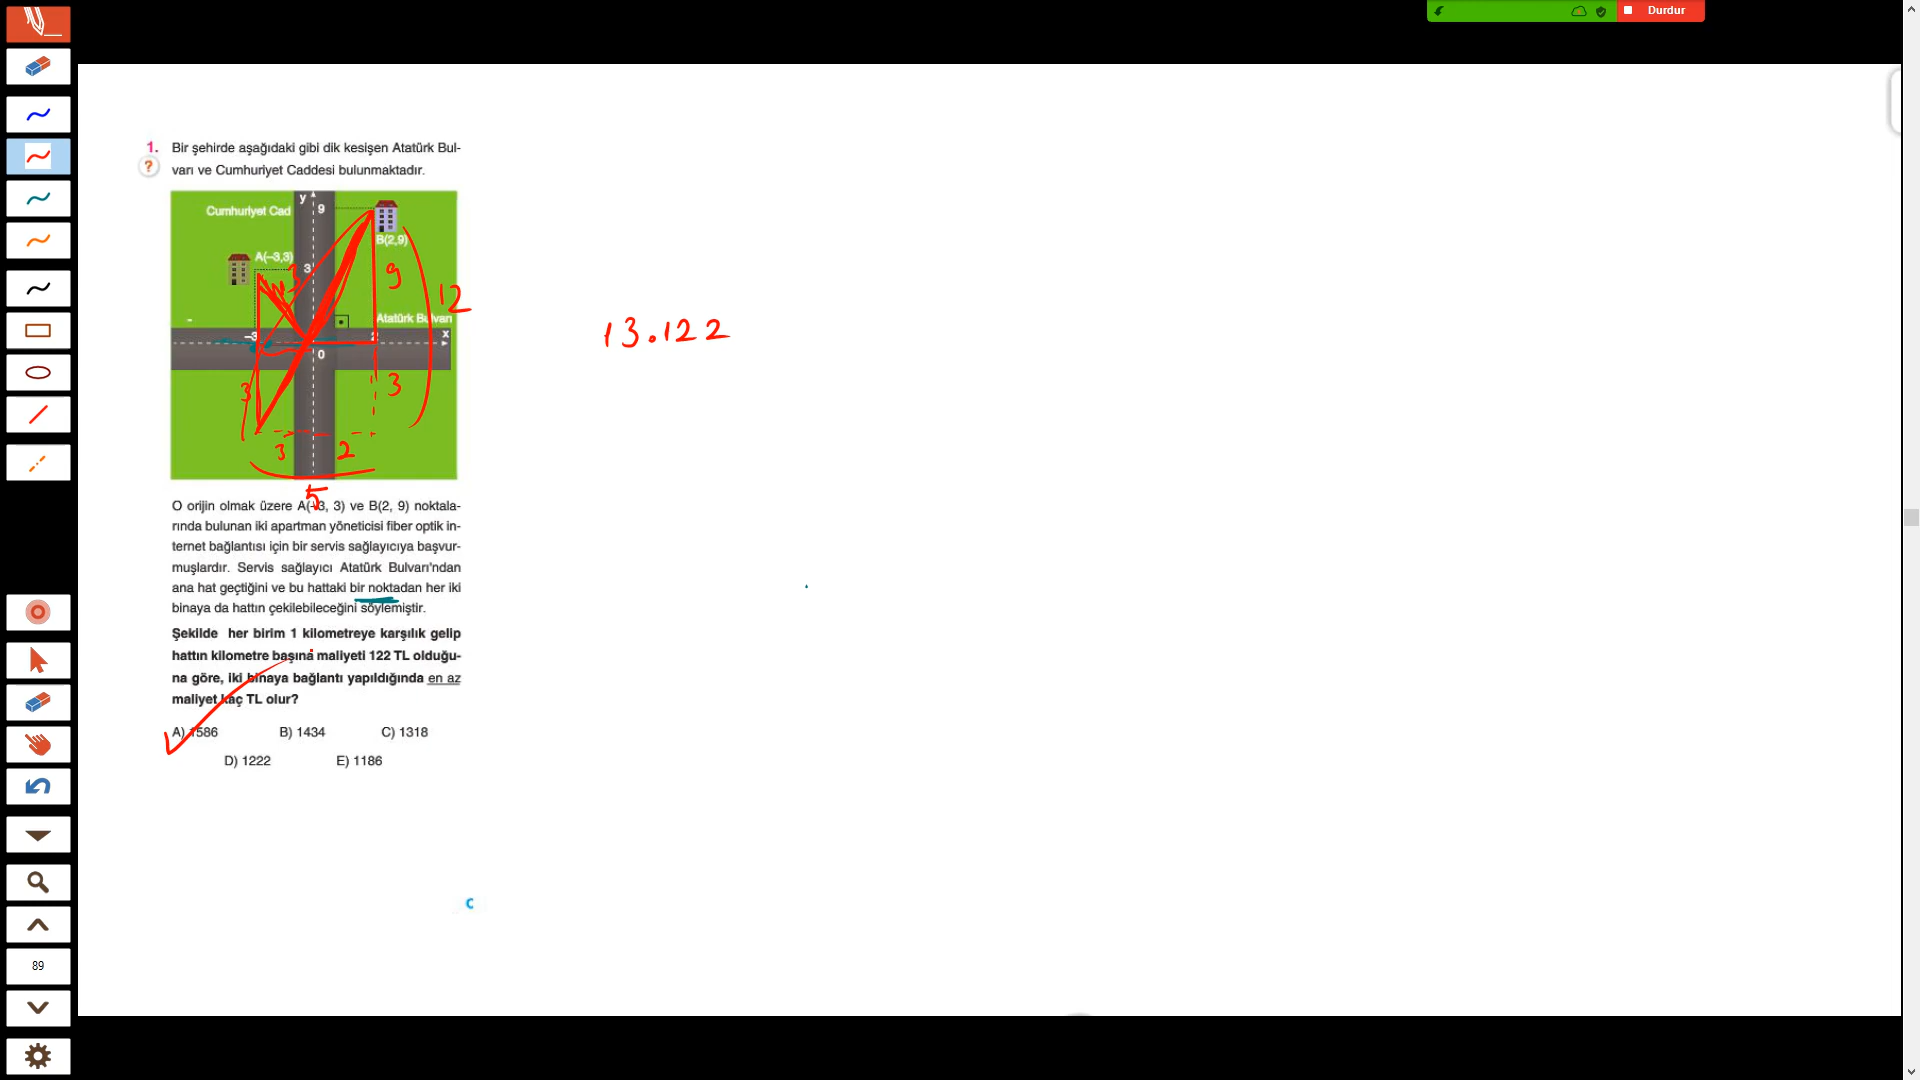 Durdur
1. Bir şehirde aşağıdaki gibi dik kesişen Atatürk Bul-
? varı ve Cumhuriyet Caddesi bulunmaktadır.
y
9
Cumhuriyet Cad
B(2,9)
A(–3,3)
3
3
9
12
Atatürk Bulvarı
–3
2
x
0
13.122
3
3
3
2
5
O orijin olmak üzere A(–3, 3) ve B(2, 9) noktala-
rında bulunan iki apartman yöneticisi fiber optik in-
ternet bağlantısı için bir servis sağlayıcıya başvur-
muşlardır. Servis sağlayıcı Atatürk Bulvarı'ndan
ana hat geçtiğini ve bu hattaki bir noktadan her iki
binaya da hattın çekilebileceğini söylemiştir.
Şekilde her birim 1 kilometreye karşılık gelip
hattın kilometre başına maliyeti 122 TL olduğu-
na göre, iki binaya bağlantı yapıldığında en az
maliyet kaç TL olur?
A) 1586 B) 1434 C) 1318
D) 1222 E) 1186
C
89